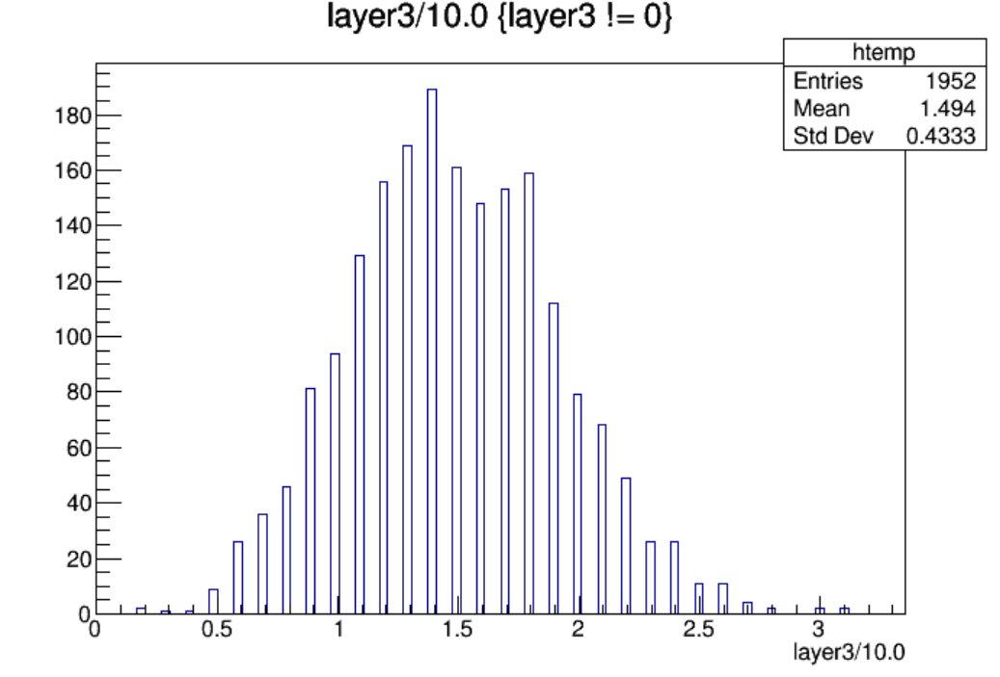 layer3/10.0 {layer3 != 0}
htemp
Entries 1952
Mean 1.494
Std Dev 0.4333
180
160
140
120
100
80
60
40
20
0
0 0.5 1 1.5 2 2.5 3
layer3/10.0